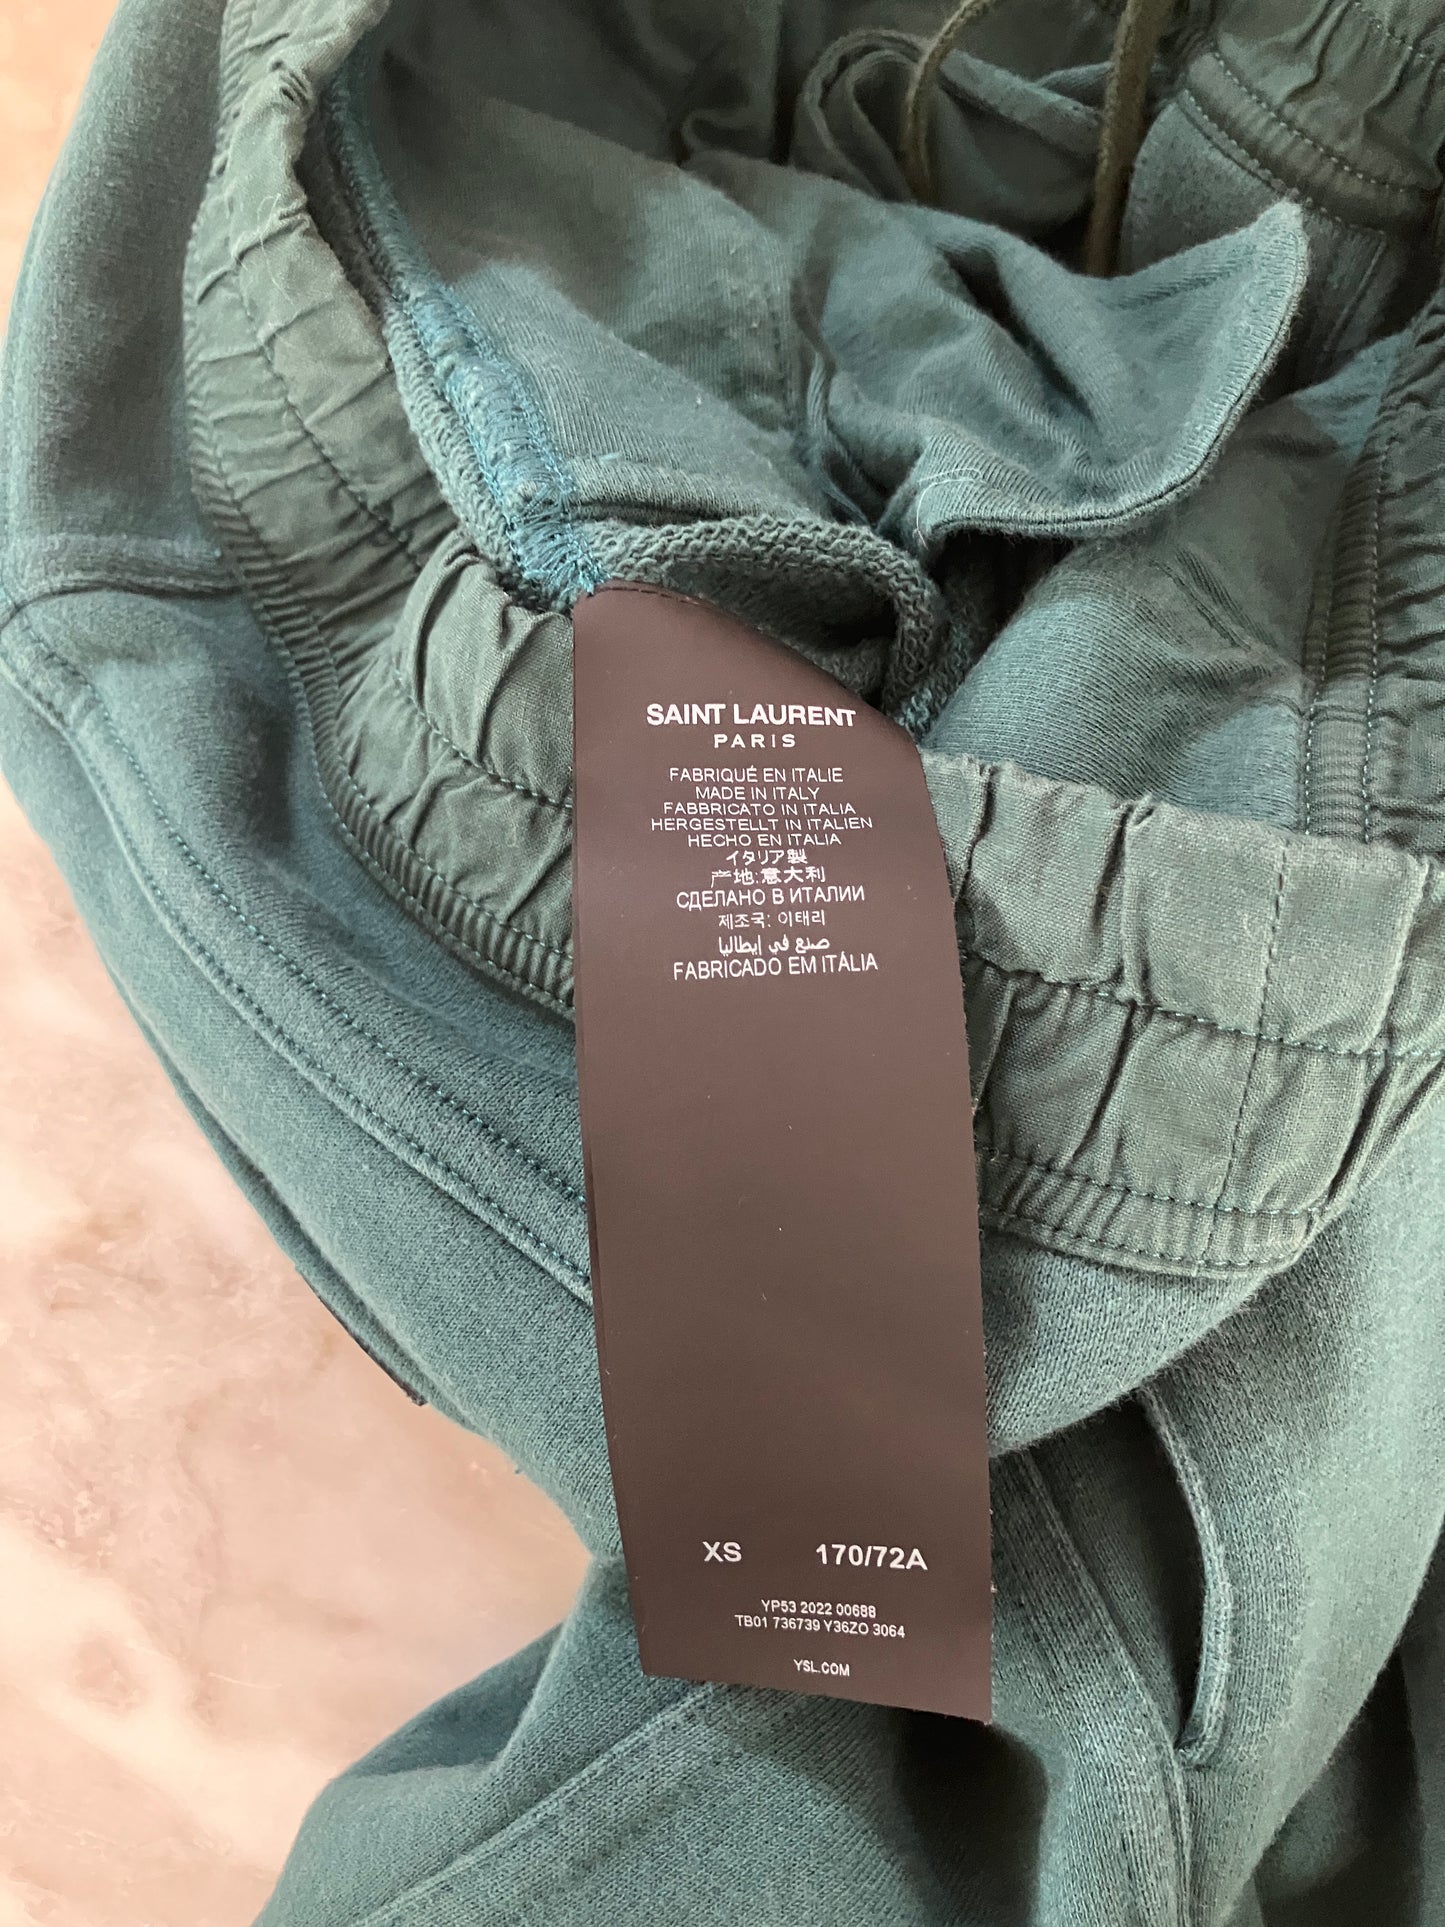 SAINT LAURENT
PARIS
FABRIQUÉ EN ITALIE
MADE IN ITALY
FABBRICATO IN ITALIA
HERGESTELLT IN ITALIEN
HECHO EN ITALIA
イタリア製
产地:意大利
СДЕЛАНО В ИТАЛИИ
제조국: 이태리
صنع في إيطاليا
FABRICADO EM ITÁLIA
XS 170/72A
YP53 2022 00688
TB01 736739 Y36ZO 3064
YSL.COM